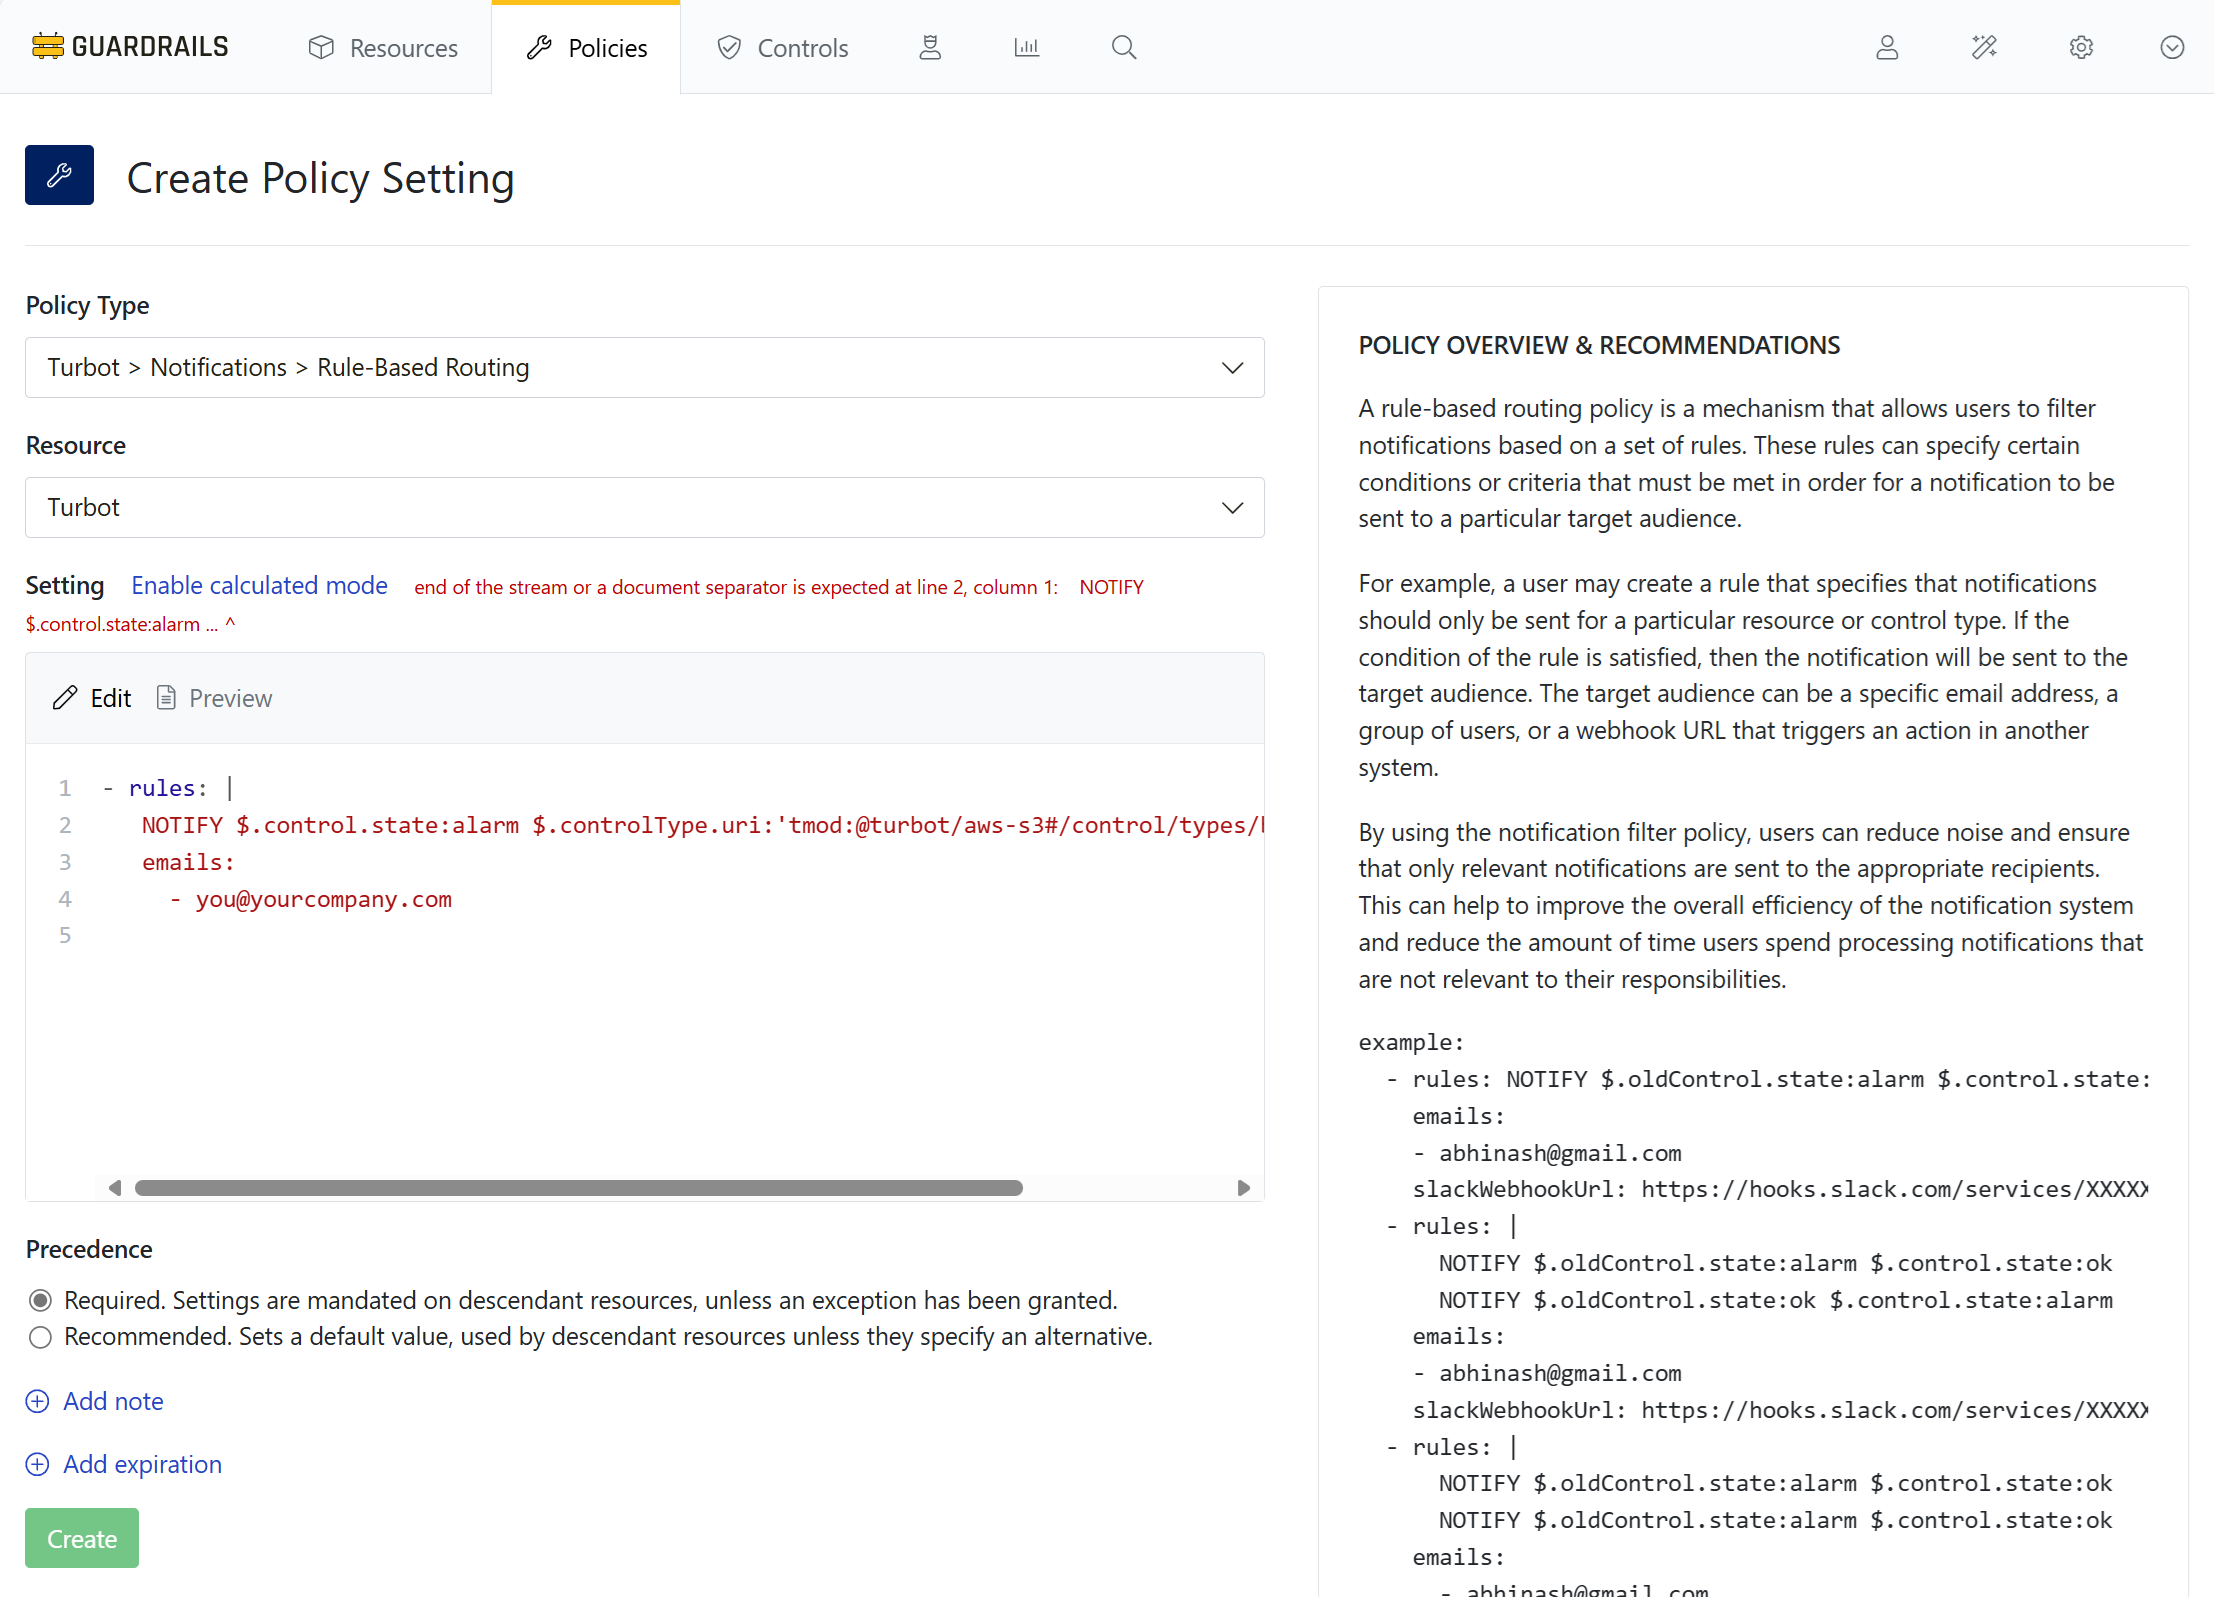 GUARDRAILS
Resources
Policies
Controls
Create Policy Setting
Policy Type
Turbot > Notifications > Rule-Based Routing
Resource
Turbot
Setting Enable calculated mode end of the stream or a document separator is expected at line 2, column 1: NOTIFY
$.control.state:alarm ... ^
Edit Preview
1 - rules: |
2 NOTIFY $.control.state:alarm $.controlType.uri:'tmod:@turbot/aws-s3#/control/types/
3 emails:
4 - you@yourcompany.com
5
Precedence
Required. Settings are mandated on descendant resources, unless an exception has been granted.
Recommended. Sets a default value, used by descendant resources unless they specify an alternative.
Add note
Add expiration
Create
POLICY OVERVIEW & RECOMMENDATIONS
A rule-based routing policy is a mechanism that allows users to filter
notifications based on a set of rules. These rules can specify certain
conditions or criteria that must be met in order for a notification to be
sent to a particular target audience.
For example, a user may create a rule that specifies that notifications
should only be sent for a particular resource or control type. If the
condition of the rule is satisfied, then the notification will be sent to the
target audience. The target audience can be a specific email address, a
group of users, or a webhook URL that triggers an action in another
system.
By using the notification filter policy, users can reduce noise and ensure
that only relevant notifications are sent to the appropriate recipients.
This can help to improve the overall efficiency of the notification system
and reduce the amount of time users spend processing notifications that
are not relevant to their responsibilities.
example:
- rules: NOTIFY $.oldControl.state:alarm $.control.state:
emails:
- abhinash@gmail.com
slackWebhookUrl: https://hooks.slack.com/services/XXXXX
- rules: |
NOTIFY $.oldControl.state:alarm $.control.state:ok
NOTIFY $.oldControl.state:ok $.control.state:alarm
emails:
- abhinash@gmail.com
slackWebhookUrl: https://hooks.slack.com/services/XXXXX
- rules: |
NOTIFY $.oldControl.state:alarm $.control.state:ok
NOTIFY $.oldControl.state:alarm $.control.state:ok
emails:
- abhinash@gmail.com